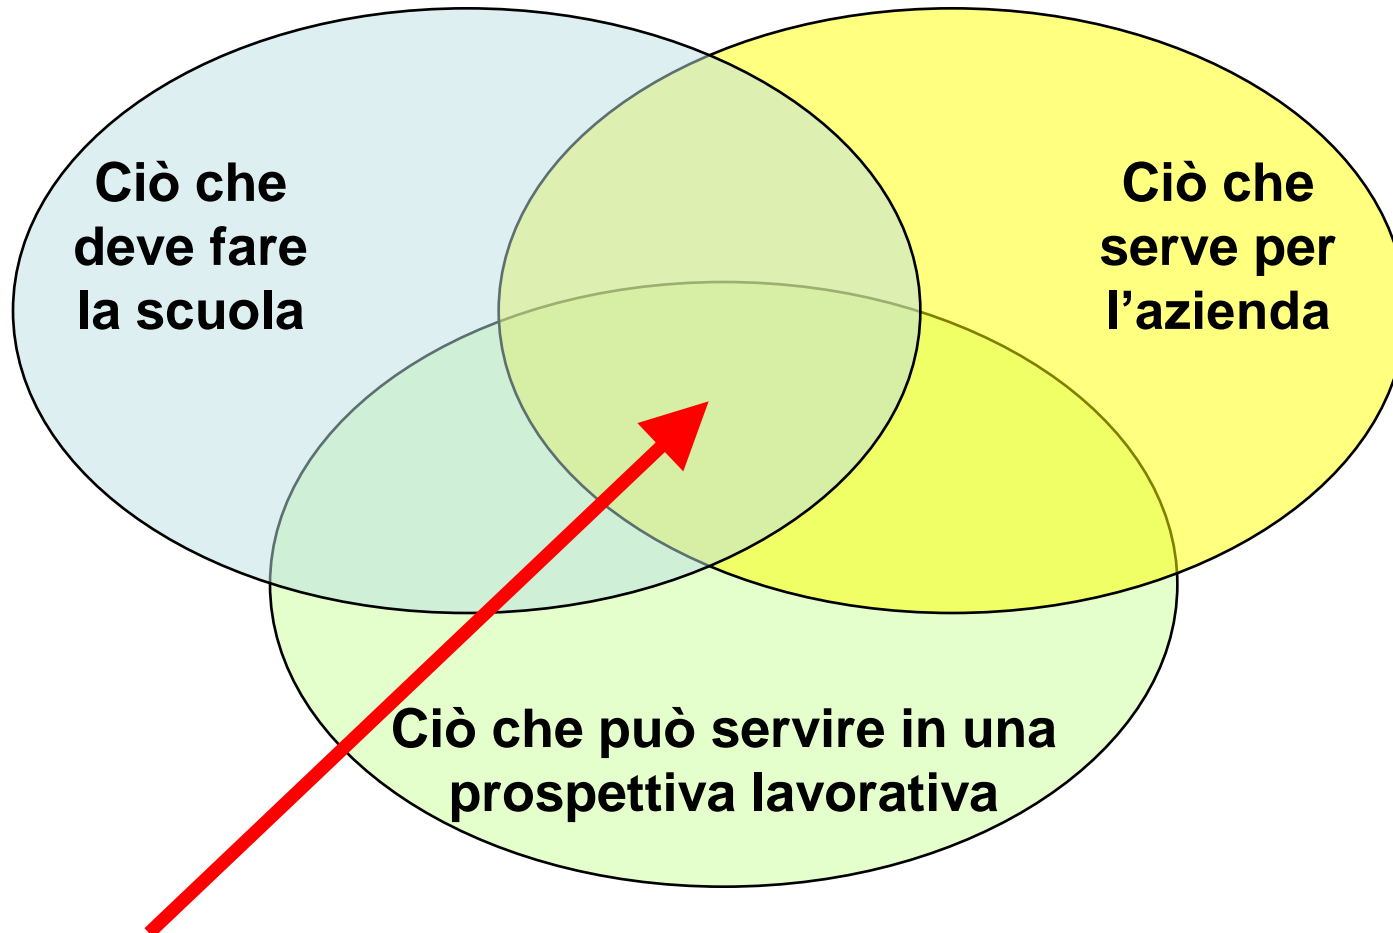 Ciò che
deve fare
la scuola
Ciò che
serve per
l’azienda
Ciò che può servire in una
prospettiva lavorativa